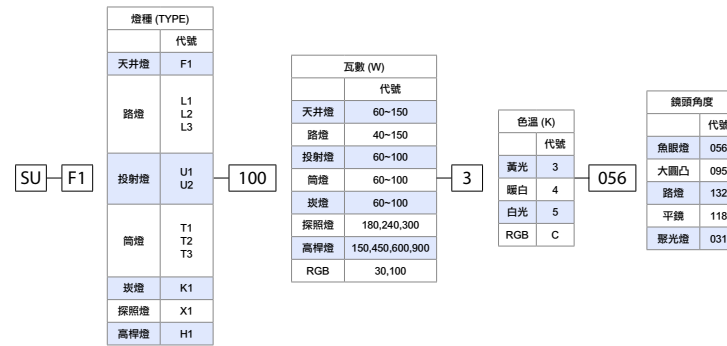 SU
F1
燈種 (TYPE)
代號
天井燈 F1
路燈 L1
L2
L3
投射燈 U1
U2
筒燈 T1
T2
T3
崁燈 K1
探照燈 X1
高桿燈 H1
100
瓦數 (W)
代號
天井燈 60~150
路燈 40~150
投射燈 60~100
筒燈 60~100
崁燈 60~100
探照燈 180,240,300
高桿燈 150,450,600,900
RGB 30,100
3
色溫 (K)
代號
黃光 3
暖白 4
白光 5
RGB C
056
鏡頭角度
代號
魚眼燈 056
大圓凸 095
路燈 132
平鏡 118
聚光燈 031